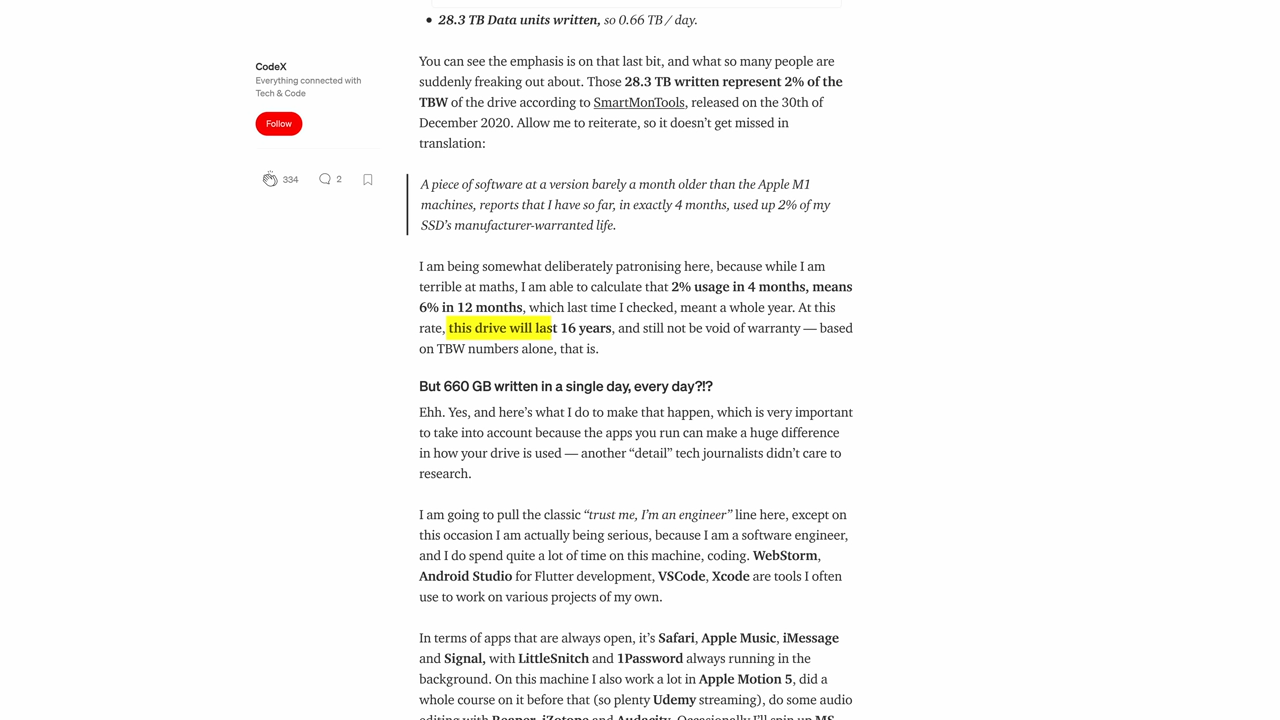 28.3 TB Data units written, so 0.66 TB / day.
CodeX
Everything connected with
Tech & Code
Follow
334
2
You can see the emphasis is on that last bit, and what so many people are
suddenly freaking out about. Those 28.3 TB written represent 2% of the
TBW of the drive according to SmartMonTools, released on the 30th of
December 2020. Allow me to reiterate, so it doesn’t get missed in
translation:
A piece of software at a version barely a month older than the Apple M1
machines, reports that I have so far, in exactly 4 months, used up 2% of my
SSD’s manufacturer-warranted life.
I am being somewhat deliberately patronising here, because while I am
terrible at maths, I am able to calculate that 2% usage in 4 months, means
6% in 12 months, which last time I checked, meant a whole year. At this
rate, this drive will last 16 years, and still not be void of warranty — based
on TBW numbers alone, that is.
But 660 GB written in a single day, every day?!?
Ehh. Yes, and here’s what I do to make that happen, which is very important
to take into account because the apps you run can make a huge difference
in how your drive is used — another “detail” tech journalists didn’t care to
research.
I am going to pull the classic “trust me, I’m an engineer” line here, except on
this occasion I am actually being serious, because I am a software engineer,
and I do spend quite a lot of time on this machine, coding. WebStorm,
Android Studio for Flutter development, VSCode, Xcode are tools I often
use to work on various projects of my own.
In terms of apps that are always open, it’s Safari, Apple Music, iMessage
and Signal, with LittleSnitch and 1Password always running in the
background. On this machine I also work a lot in Apple Motion 5, did a
whole course on it before that (so plenty Udemy streaming), do some audio
editing with Reaper, iZotope and Audacity. Occasionally I’ll spin up MS